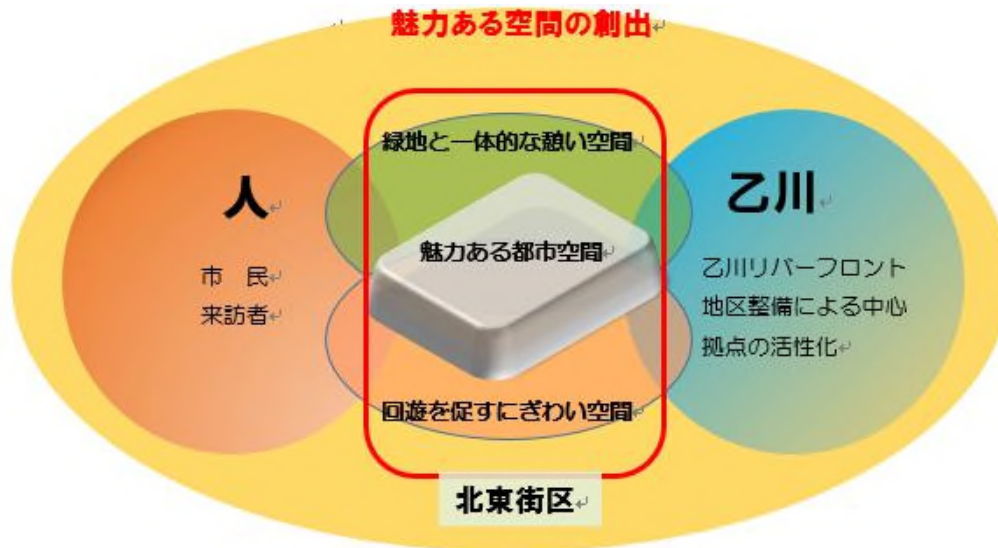 魅力ある空間の創出
緑地と一体的な憩い空間
人
市　民
来訪者
魅力ある都市空間
乙川
乙川リバーフロント
地区整備による中心
拠点の活性化
回遊を促すにぎわい空間
北東街区